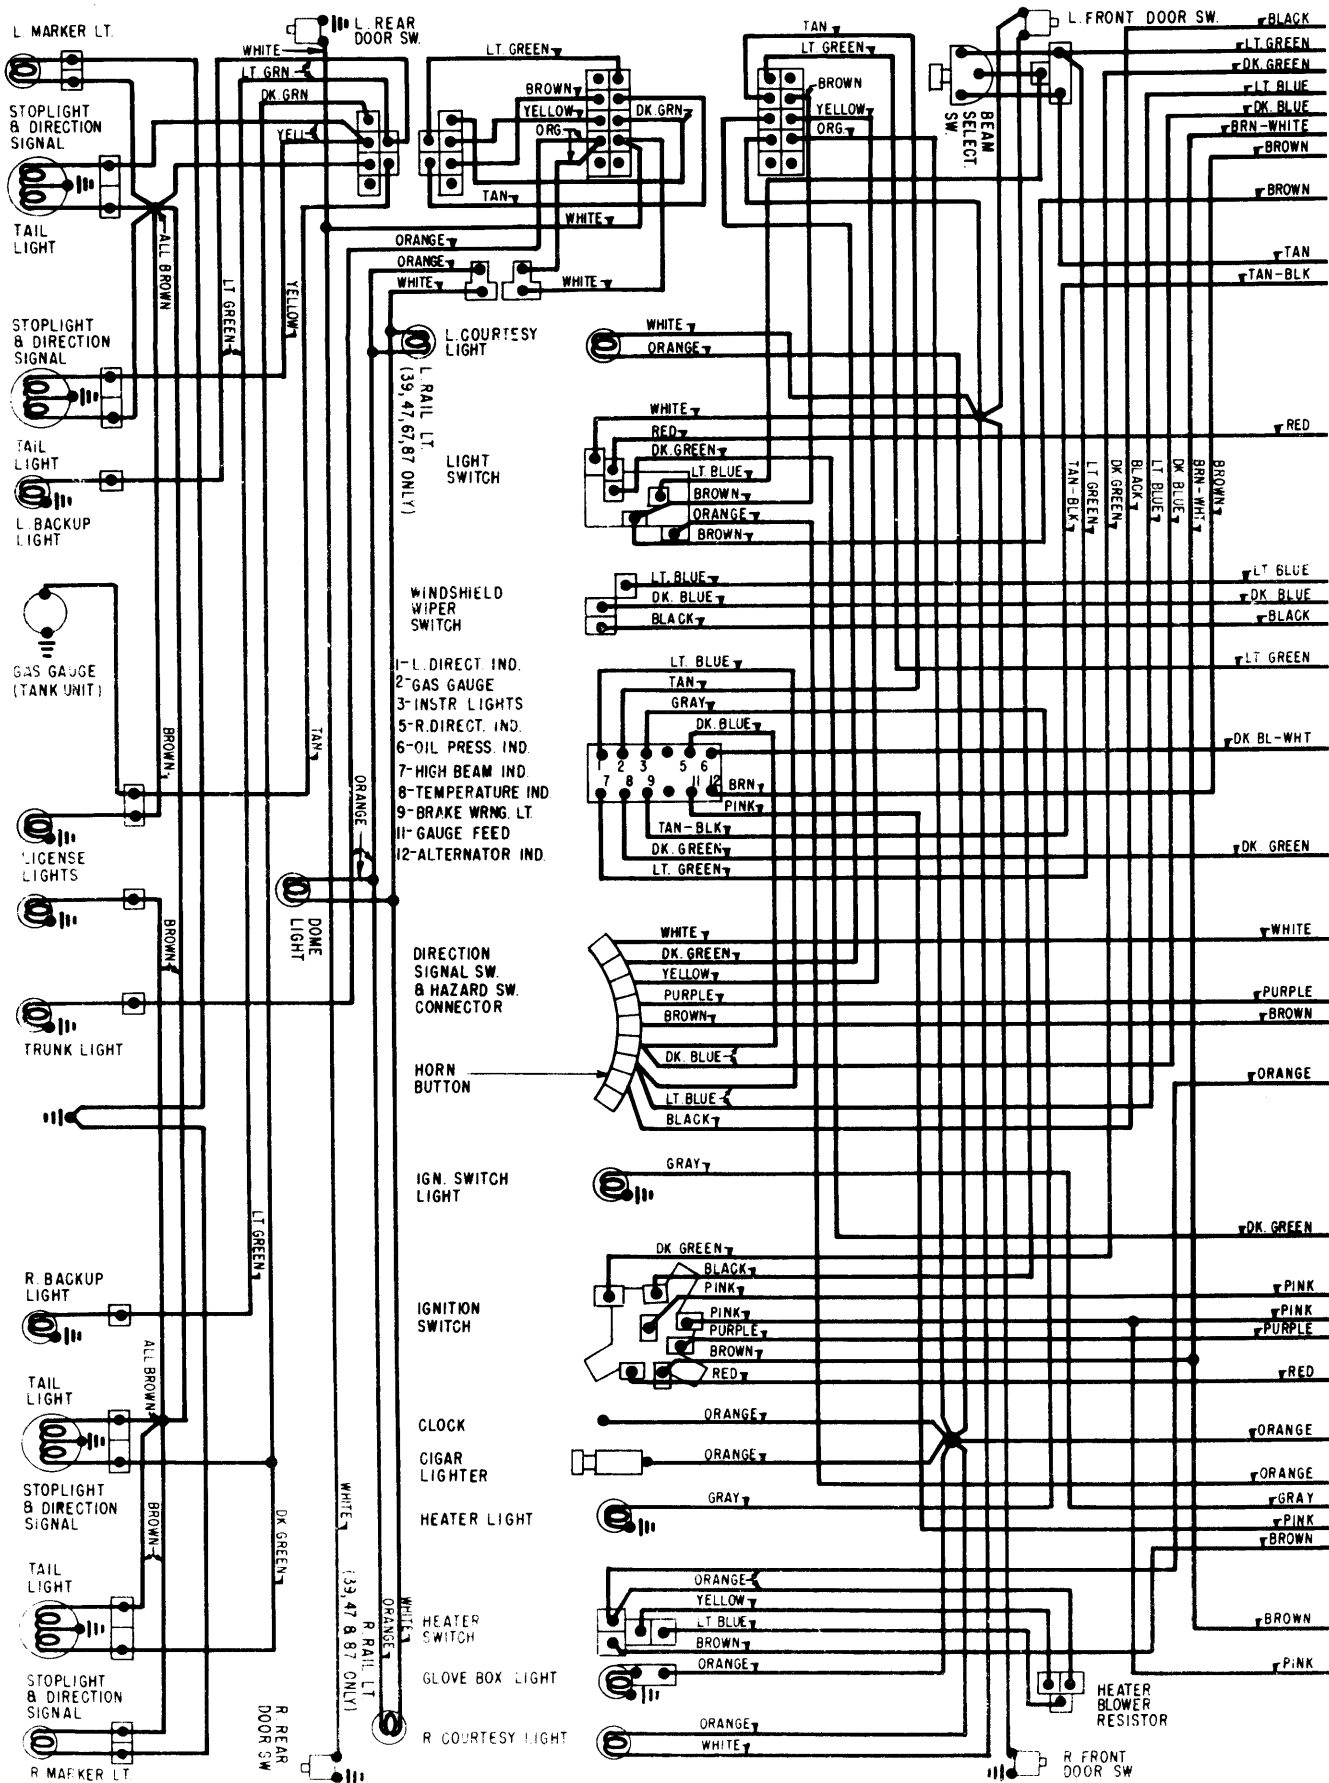 L. MARKER LT.
STOPLIGHT
& DIRECTION
SIGNAL
TAIL
LIGHT
STOPLIGHT
& DIRECTION
SIGNAL
TAIL
LIGHT
L. BACKUP
LIGHT
GAS GAUGE
(TANK UNIT)
LICENSE
LIGHTS
TRUNK LIGHT
R. BACKUP
LIGHT
TAIL
LIGHT
STOPLIGHT
& DIRECTION
SIGNAL
TAIL
LIGHT
STOPLIGHT
& DIRECTION
SIGNAL
R MARKER LT.
L. REAR
DOOR SW.
WHITE
LT. GRN
DK. GRN
YELL
ALL BROWN
LT GREEN
YELLOW
BROWN
TAN
BROWN
LT GREEN
ALL BROWN
BROWN
DK GREEN
WHITE
ORANGE
DOME
LIGHT
R. REAR
DOOR SW
(39, 47 & 87 ONLY)
R RAIL LT
ORANGE
WHITE
LT. GREEN
BROWN
YELLOW
ORG.
DK. GRN
TAN
WHITE
ORANGE
ORANGE
WHITE
WHITE
L. COURTESY
LIGHT
L. RAIL LT.
(39, 47, 67, 87 ONLY)
WHITE
ORANGE
LIGHT
SWITCH
WHITE
RED
DK. GREEN
LT. BLUE
BROWN
ORANGE
BROWN
WINDSHIELD
WIPER
SWITCH
LT. BLUE
DK. BLUE
BLACK
1-L. DIRECT. IND.
2-GAS GAUGE
3-INSTR LIGHTS
5-R. DIRECT. IND.
6-OIL PRESS. IND.
7-HIGH BEAM IND.
8-TEMPERATURE IND.
9-BRAKE WRNG. LT.
11-GAUGE FEED
12-ALTERNATOR IND.
LT. BLUE
TAN
GRAY
DK. BLUE
1 2 3 5 6
7 8 9 11 12
BRN
PINK
TAN-BLK
DK. GREEN
LT. GREEN
DIRECTION
SIGNAL SW.
& HAZARD SW.
CONNECTOR
WHITE
DK. GREEN
YELLOW
PURPLE
BROWN
DK. BLUE
LT. BLUE
BLACK
HORN
BUTTON
IGN. SWITCH
LIGHT
GRAY
IGNITION
SWITCH
DK GREEN
BLACK
PINK
PINK
PURPLE
BROWN
RED
CLOCK
ORANGE
CIGAR
LIGHTER
ORANGE
HEATER LIGHT
GRAY
HEATER
SWITCH
ORANGE
YELLOW
LT BLUE
BROWN
GLOVE BOX LIGHT
ORANGE
R COURTESY LIGHT
ORANGE
WHITE
HEATER
BLOWER
RESISTOR
R FRONT
DOOR SW
TAN
LT. GREEN
BROWN
YELLOW
ORG.
BEAM
SELECT.
SW.
L. FRONT DOOR SW.
TAN-BLK
LT GREEN
DK GREEN
BLACK
LT BLUE
DK BLUE
BRN-WHT
BROWN
BLACK
LT. GREEN
DK. GREEN
LT BLUE
DK. BLUE
BRN-WHITE
BROWN
BROWN
TAN
TAN-BLK
RED
LT BLUE
DK. BLUE
BLACK
LT GREEN
DK BL-WHT
DK. GREEN
WHITE
PURPLE
BROWN
ORANGE
DK. GREEN
PINK
PINK
PURPLE
RED
ORANGE
ORANGE
GRAY
PINK
BROWN
BROWN
PINK